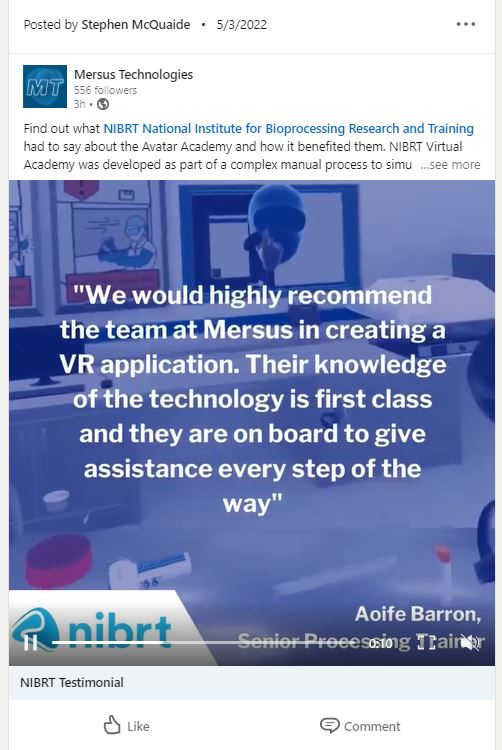 Posted by Stephen McQuaide • 5/3/2022
MT
Mersus Technologies
556 followers
3h •
Find out what NIBRT National Institute for Bioprocessing Research and Training
had to say about the Avatar Academy and how it benefited them. NIBRT Virtual
Academy was developed as part of a complex manual process to simu ...see more
"We would highly recommend
the team at Mersus in creating a
VR application. Their knowledge
of the technology is first class
and they are on board to give
assistance every step of the
way"
nibrt
Aoife Barron,
Senior Processing Trainer
0:10
NIBRT Testimonial
Like
Comment